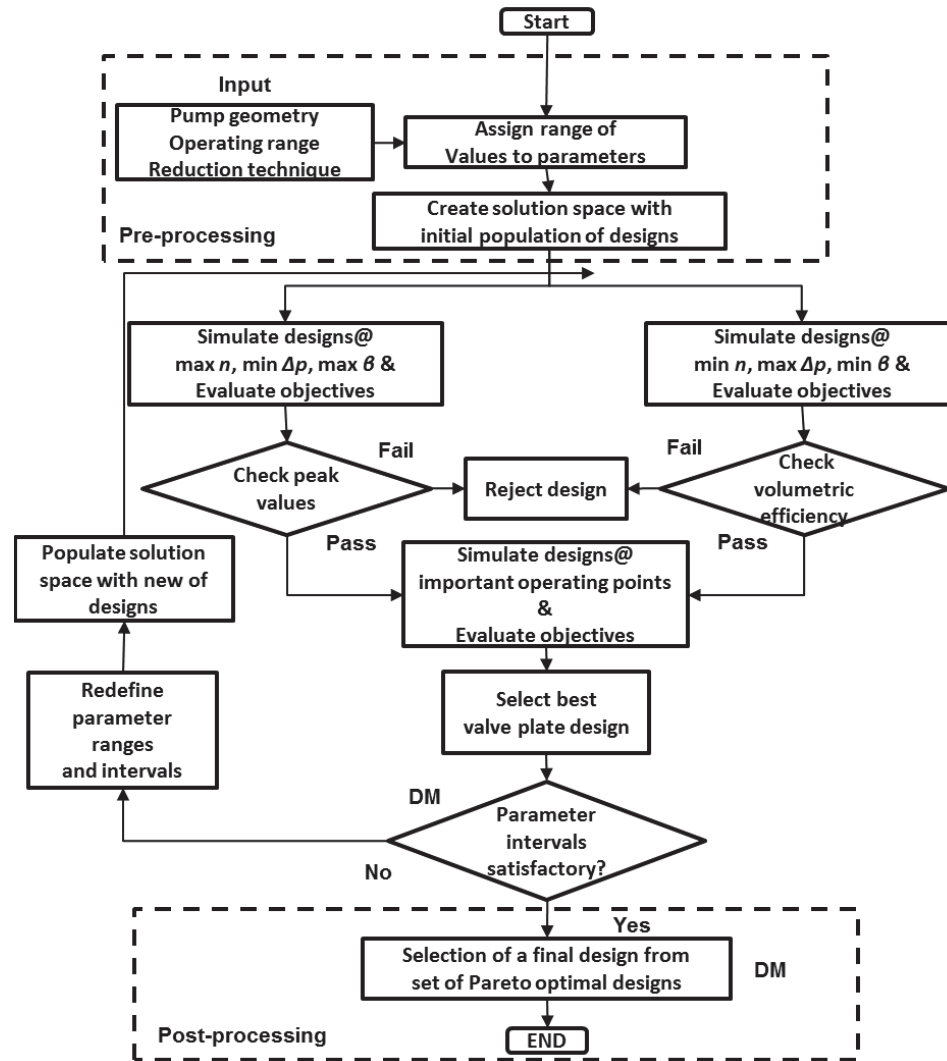 Start
Input
Pump geometry
Operating range
Reduction technique
Assign range of
Values to parameters
Create solution space with
initial population of designs
Pre-processing
Simulate designs@
max n, min Δp, max β &
Evaluate objectives
Simulate designs@
min n, max Δp, min β &
Evaluate objectives
Fail
Fail
Check peak
values
Reject design
Check
volumetric
efficiency
Pass
Pass
Populate solution
space with new of
designs
Simulate designs@
important operating points
&
Evaluate objectives
Redefine
parameter
ranges
and intervals
Select best
valve plate design
DM
Parameter
intervals
satisfactory?
No
Yes
Selection of a final design from
set of Pareto optimal designs
DM
Post-processing
END